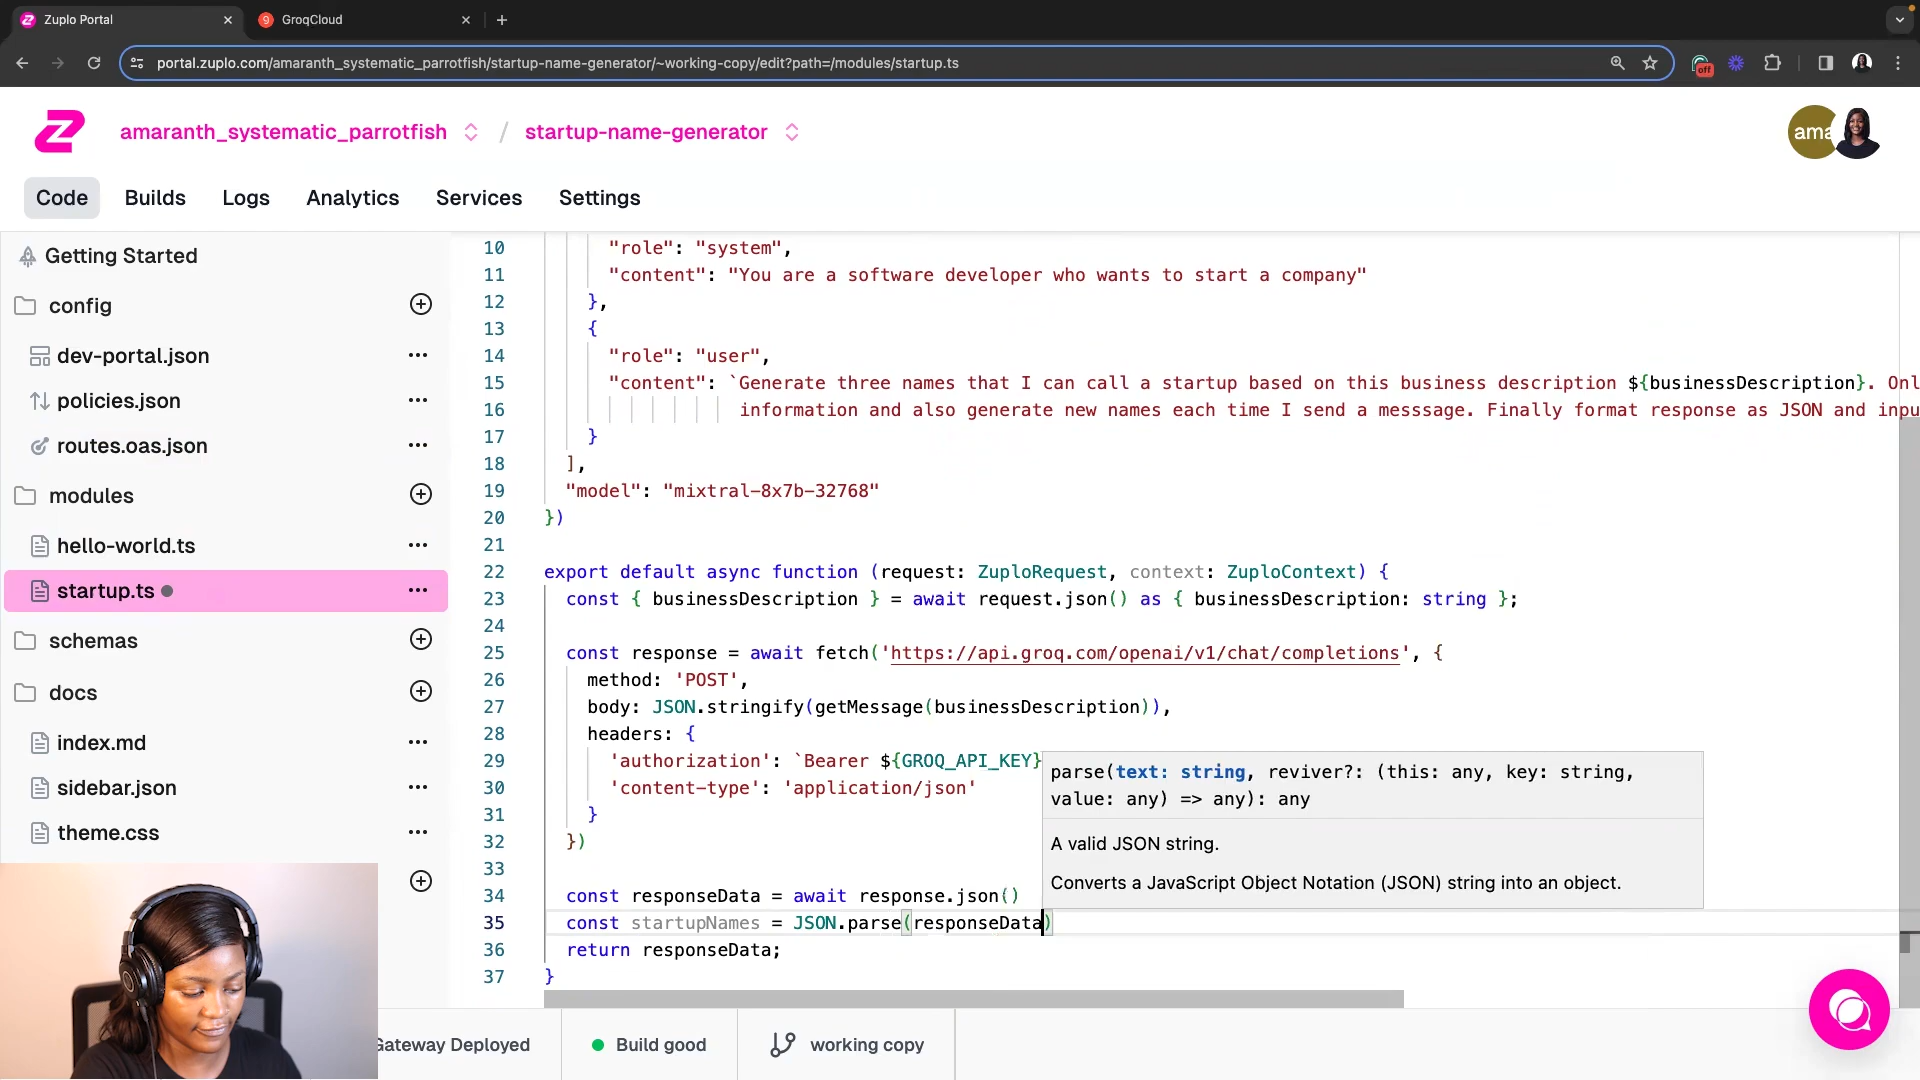 Zuplo Portal
GroqCloud
portal.zuplo.com/amaranth_systematic_parrotfish/startup-name-generator/~working-copy/edit?path=/modules/startup.ts
off
amaranth_systematic_parrotfish / startup-name-generator
ama
Code Builds Logs Analytics Services Settings
Getting Started
config
dev-portal.json
policies.json
routes.oas.json
modules
hello-world.ts
startup.ts
schemas
docs
index.md
sidebar.json
theme.css
10 "role": "system",
11 "content": "You are a software developer who wants to start a company"
12 },
13 {
14 "role": "user",
15 "content": `Generate three names that I can call a startup based on this business description ${businessDescription}. Onl
16 information and also generate new names each time I send a messsage. Finally format response as JSON and inpu
17 }
18 ],
19 "model": "mixtral-8x7b-32768"
20 })
21
22 export default async function (request: ZuploRequest, context: ZuploContext) {
23 const { businessDescription } = await request.json() as { businessDescription: string };
24
25 const response = await fetch('https://api.groq.com/openai/v1/chat/completions', {
26 method: 'POST',
27 body: JSON.stringify(getMessage(businessDescription)),
28 headers: {
29 'authorization': `Bearer ${GROQ_API_KEY}
30 'content-type': 'application/json'
31 }
32 })
33
34 const responseData = await response.json()
35 const startupNames = JSON.parse(responseData)
36 return responseData;
37 }
parse(text: string, reviver?: (this: any, key: string,
value: any) => any): any
A valid JSON string.
Converts a JavaScript Object Notation (JSON) string into an object.
Gateway Deployed
Build good
working copy